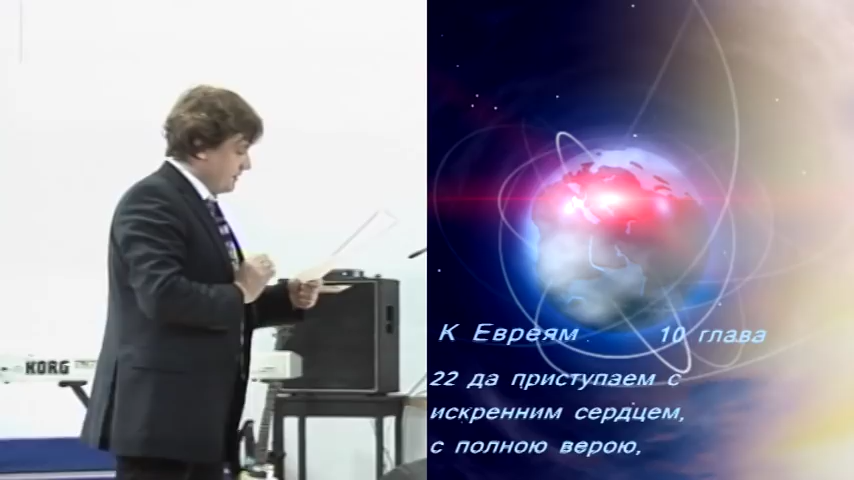 KORG
К Евреям 10 глава
22 да приступаем с
искренним сердцем,
с полною верою,